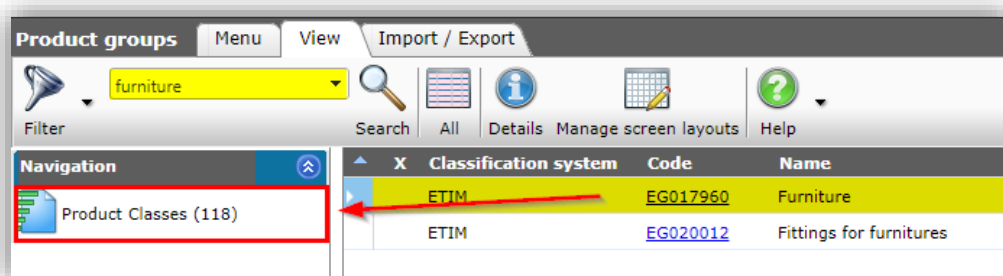 Product groups Menu View Import / Export
furniture
Filter Search All Details Manage screen layouts Help
Navigation X Classification system Code Name
Product Classes (118) ETIM EG017960 Furniture
ETIM EG020012 Fittings for furnitures